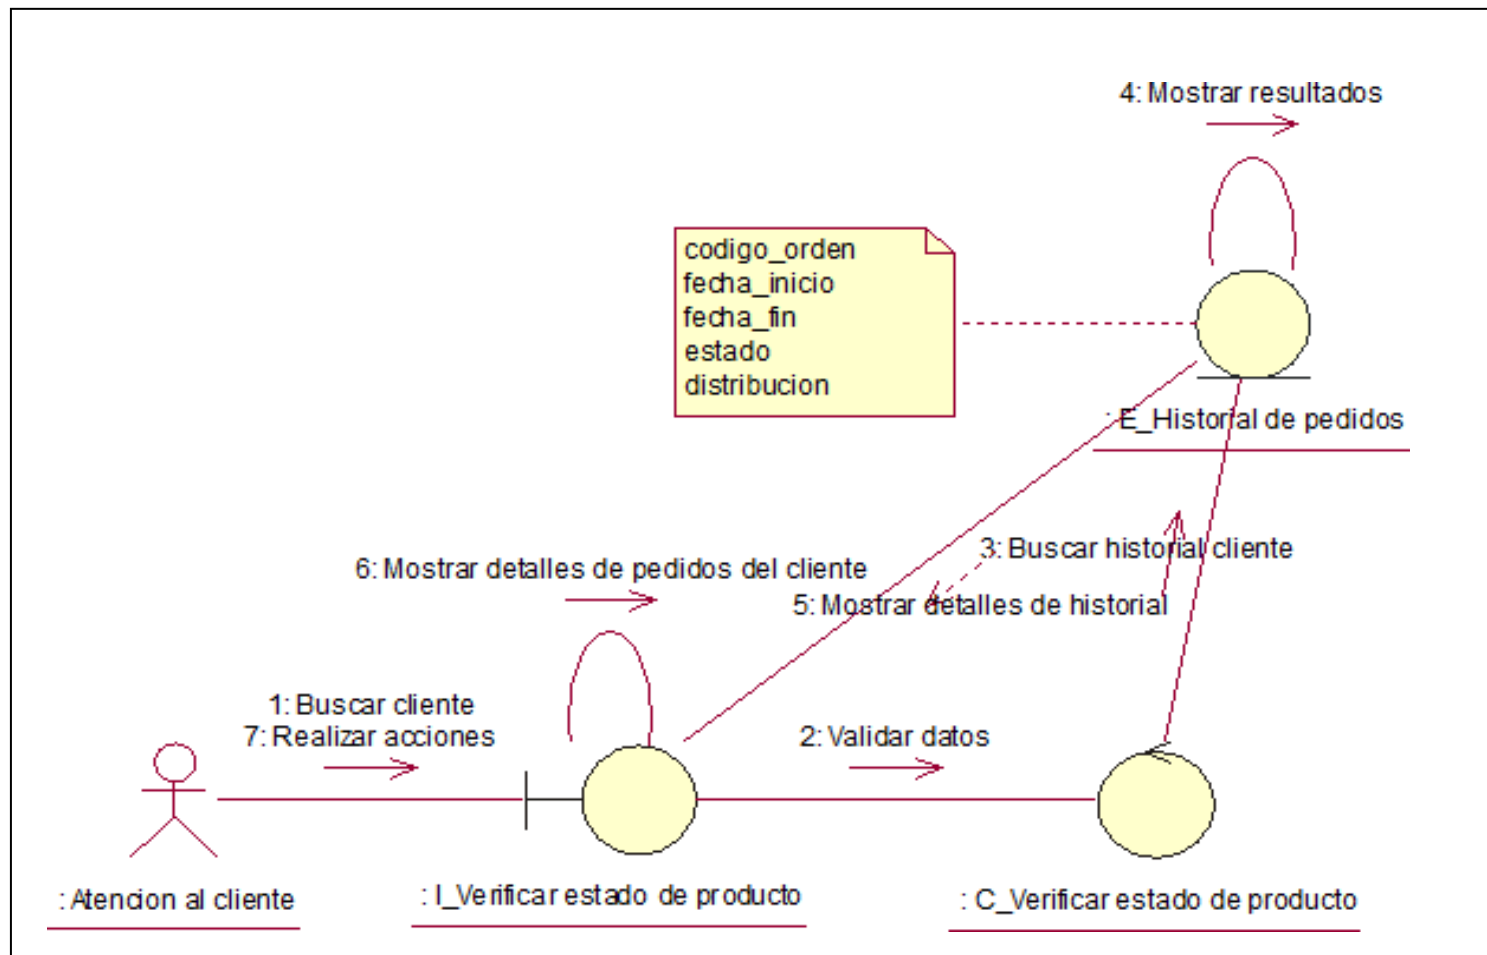 4: Mostrar resultados
codigo_orden
fecha_inicio
fecha_fin
estado
distribucion
: E_Historial de pedidos
3: Buscar historial cliente
6: Mostrar detalles de pedidos del cliente
5: Mostrar detalles de historial
1: Buscar cliente
7: Realizar acciones
2: Validar datos
: Atencion al cliente
: I_Verificar estado de producto
: C_Verificar estado de producto